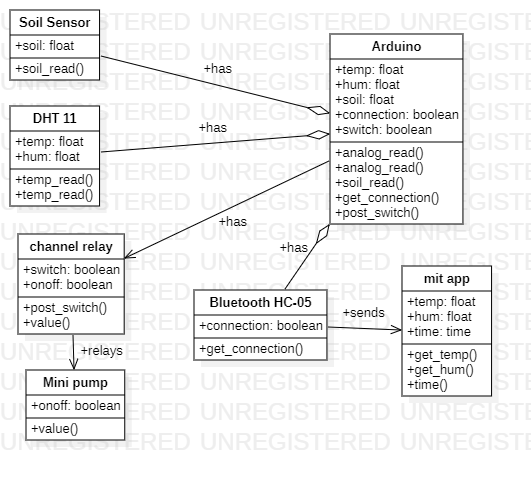 Soil Sensor
+soil: float
+soil_read()
+has
Arduino
+temp: float
+hum: float
+soil: float
+connection: boolean
+switch: boolean
+analog_read()
+analog_read()
+soil_read()
+get_connection()
+post_switch()
DHT 11
+temp: float
+hum: float
+temp_read()
+temp_read()
+has
+has
channel relay
+switch: boolean
+onoff: boolean
+post_switch()
+value()
+has
Bluetooth HC-05
+connection: boolean
+get_connection()
+sends
mit app
+temp: float
+hum: float
+time: time
+get_temp()
+get_hum()
+time()
+relays
Mini pump
+onoff: boolean
+value()
UNREGISTERED UNREGISTERED UNREGISTE